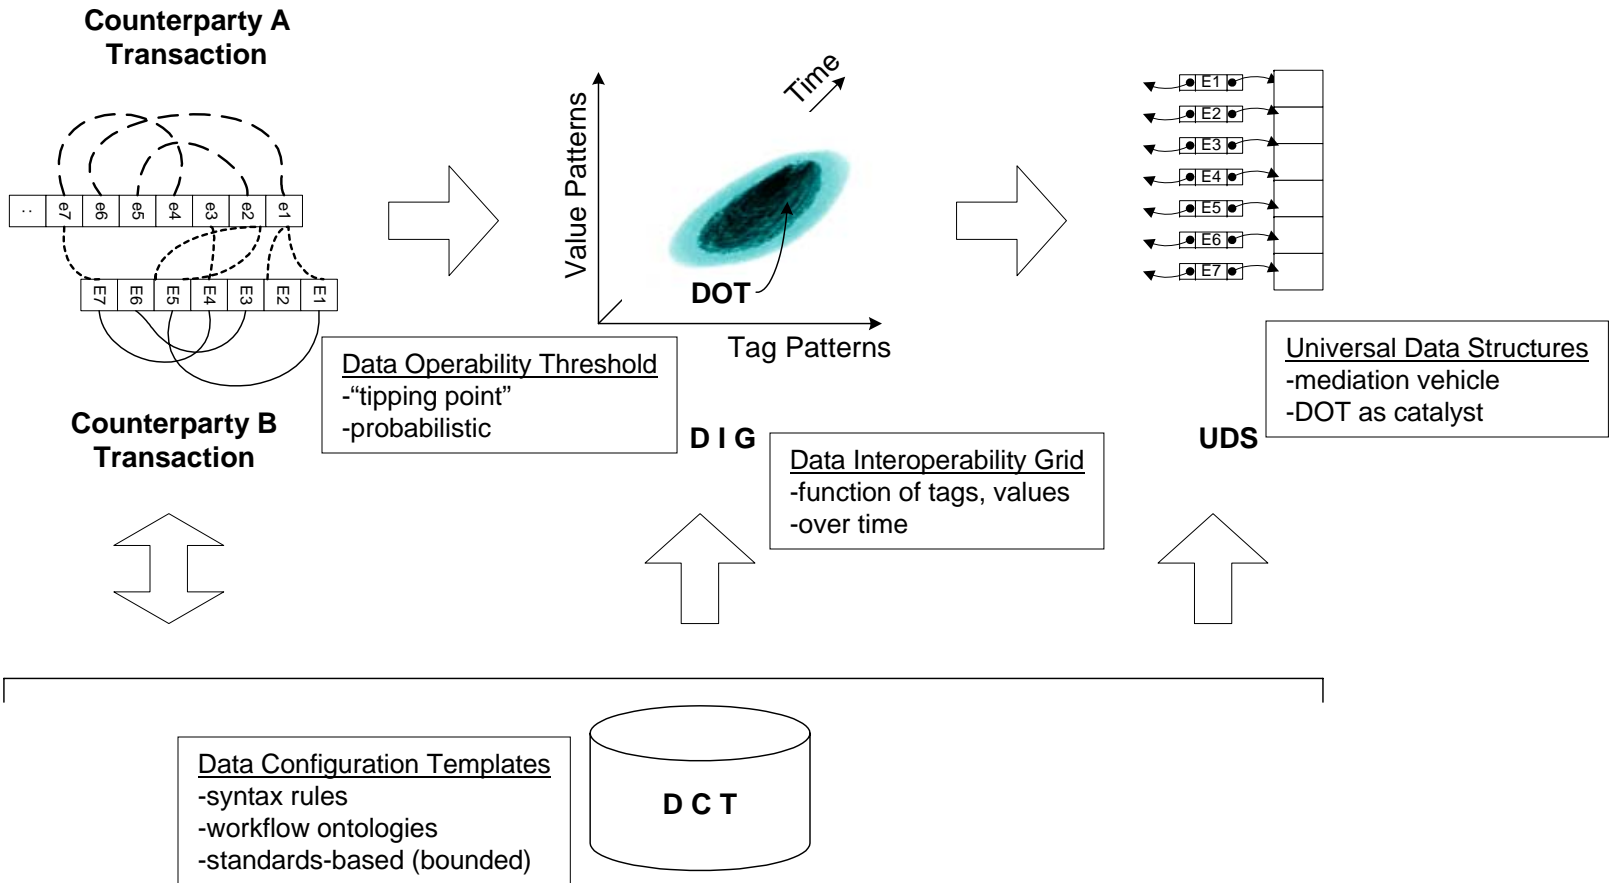 Counterparty A
Transaction
: e7 e6 e5 e4 e3 e2 e1
E7 E6 E5 E4 E3 E2 E1
Counterparty B
Transaction
Value Patterns
Time
DOT
Tag Patterns
E1
E2
E3
E4
E5
E6
E7
Data Operability Threshold
-“tipping point”
-probabilistic
D I G
Data Interoperability Grid
-function of tags, values
-over time
UDS
Universal Data Structures
-mediation vehicle
-DOT as catalyst
Data Configuration Templates
-syntax rules
-workflow ontologies
-standards-based (bounded)
D C T